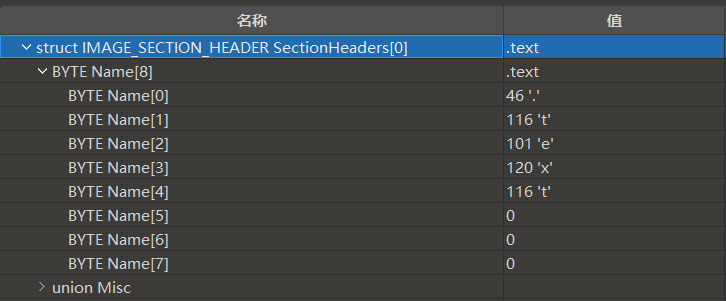 名称 值
struct IMAGE_SECTION_HEADER SectionHeaders[0] .text
BYTE Name[8] .text
BYTE Name[0] 46 '.'
BYTE Name[1] 116 't'
BYTE Name[2] 101 'e'
BYTE Name[3] 120 'x'
BYTE Name[4] 116 't'
BYTE Name[5] 0
BYTE Name[6] 0
BYTE Name[7] 0
union Misc